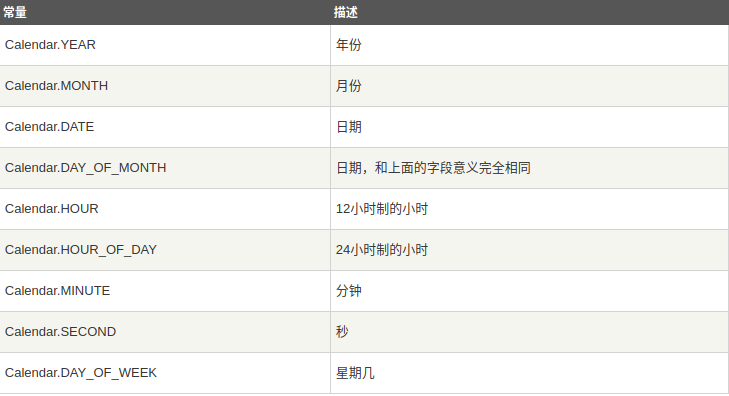 常量 描述
Calendar.YEAR 年份
Calendar.MONTH 月份
Calendar.DATE 日期
Calendar.DAY_OF_MONTH 日期，和上面的字段意义完全相同
Calendar.HOUR 12小时制的小时
Calendar.HOUR_OF_DAY 24小时制的小时
Calendar.MINUTE 分钟
Calendar.SECOND 秒
Calendar.DAY_OF_WEEK 星期几